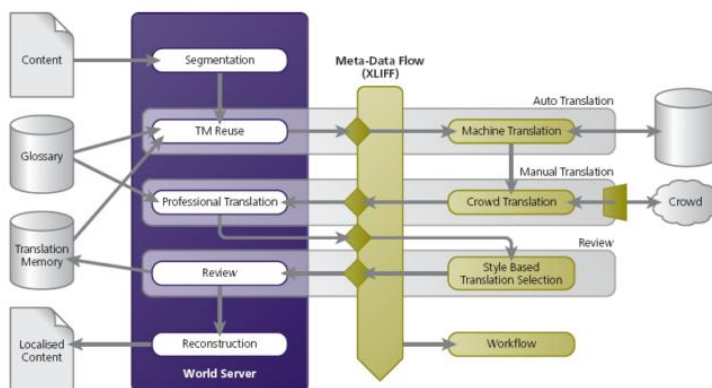 Content
Segmentation
Meta-Data Flow
(XLIFF)
Auto Translation
TM Reuse
Machine Translation
Glossary
Manual Translation
Professional Translation
Crowd Translation
Crowd
Translation
Memory
Review
Review
Style Based
Translation Selection
Localised
Content
Reconstruction
Workflow
World Server